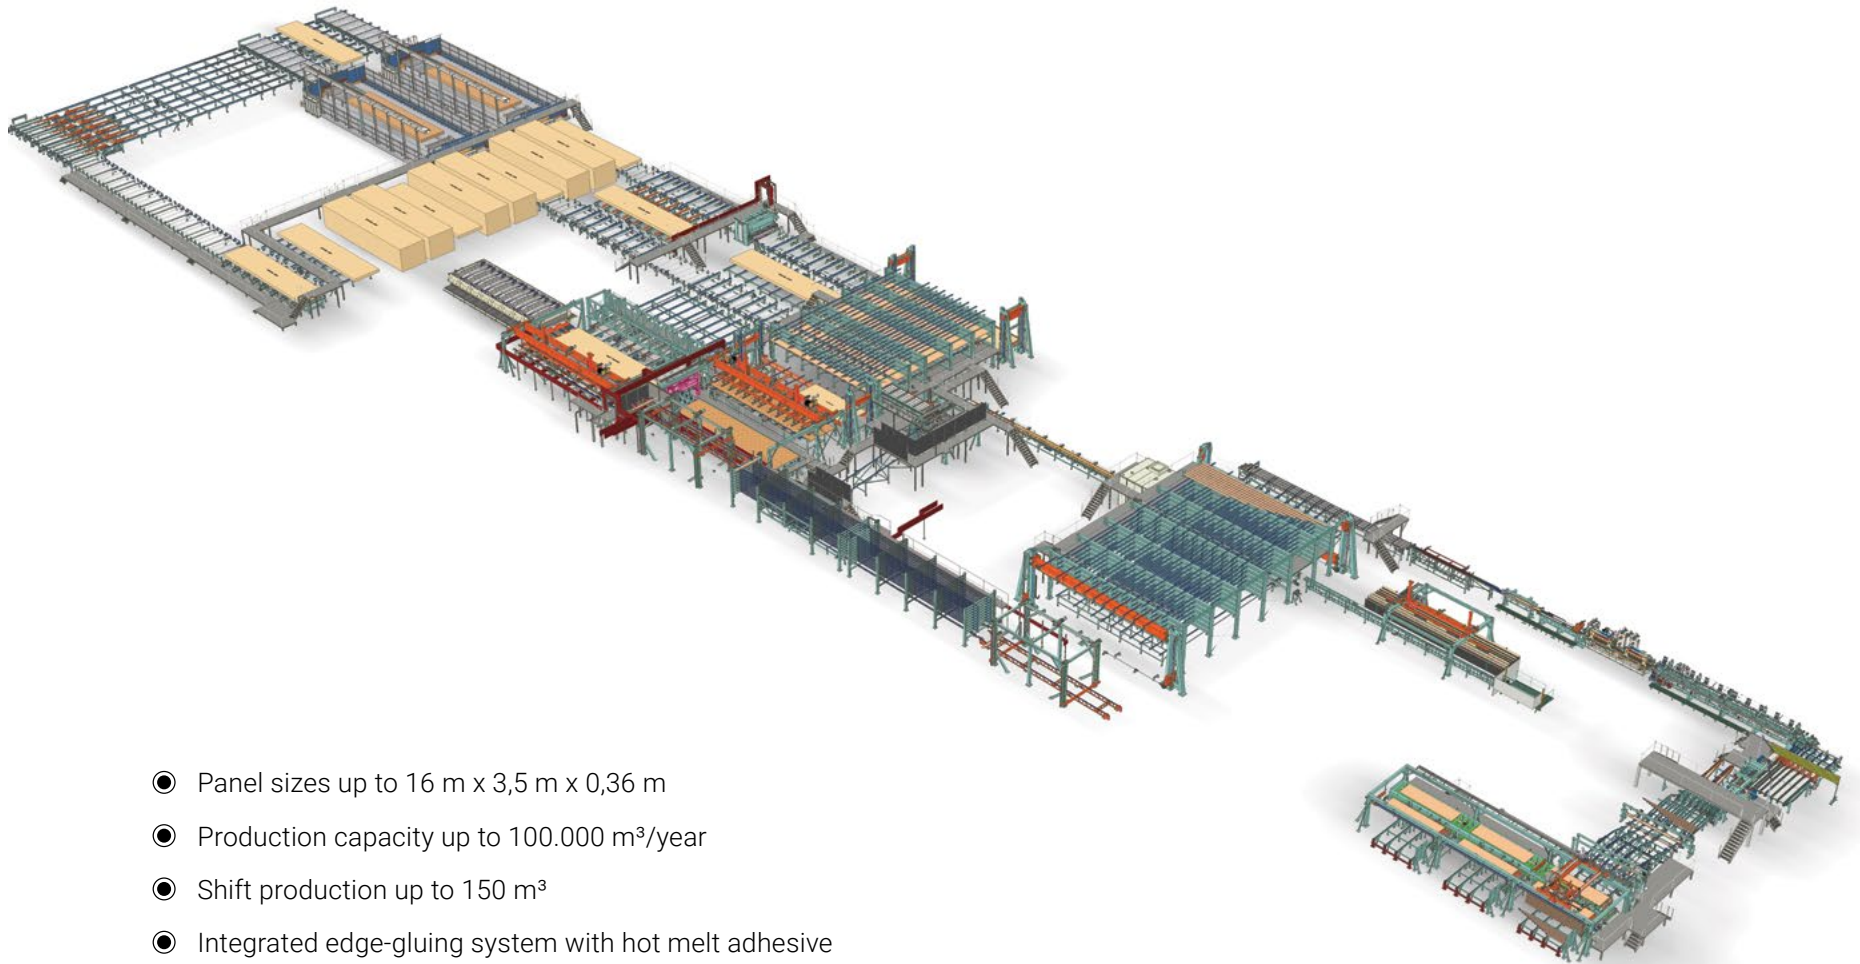 Panel sizes up to 16 m x 3,5 m x 0,36 m
Production capacity up to 100.000 m³/year
Shift production up to 150 m³
Integrated edge-gluing system with hot melt adhesive